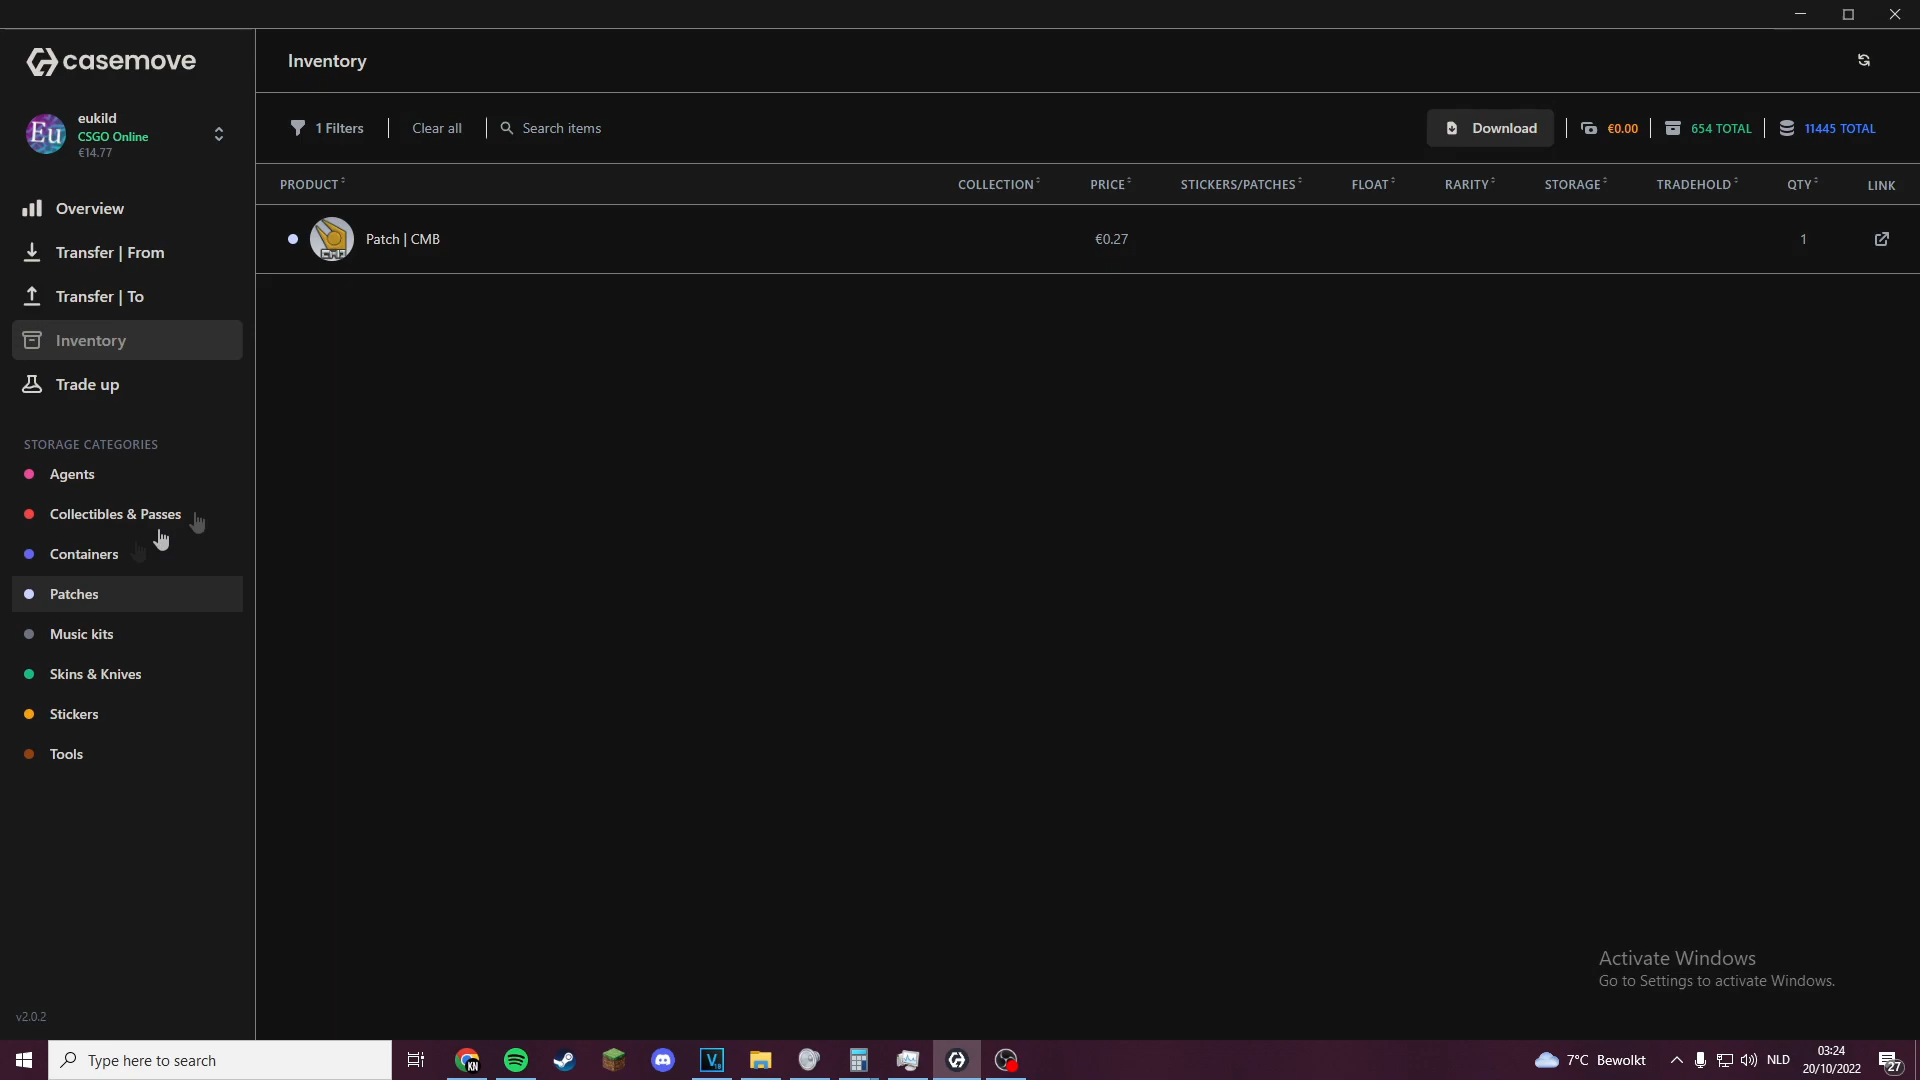 casemove
Inventory
Eu
eukild
CSGO Online
€14.77
1 Filters
Clear all
Search items
Download
€0.00
654 TOTAL
11445 TOTAL
PRODUCT
COLLECTION
PRICE
STICKERS/PATCHES
FLOAT
RARITY
STORAGE
TRADEHOLD
QTY
LINK
Patch | CMB
€0.27
1
Overview
Transfer | From
Transfer | To
Inventory
Trade up
STORAGE CATEGORIES
Agents
Collectibles & Passes
Containers
Patches
Music kits
Skins & Knives
Stickers
Tools
v2.0.2
Activate Windows
Go to Settings to activate Windows.
Type here to search
KN
7°C Bewolkt
NLD
03:24
20/10/2022
27